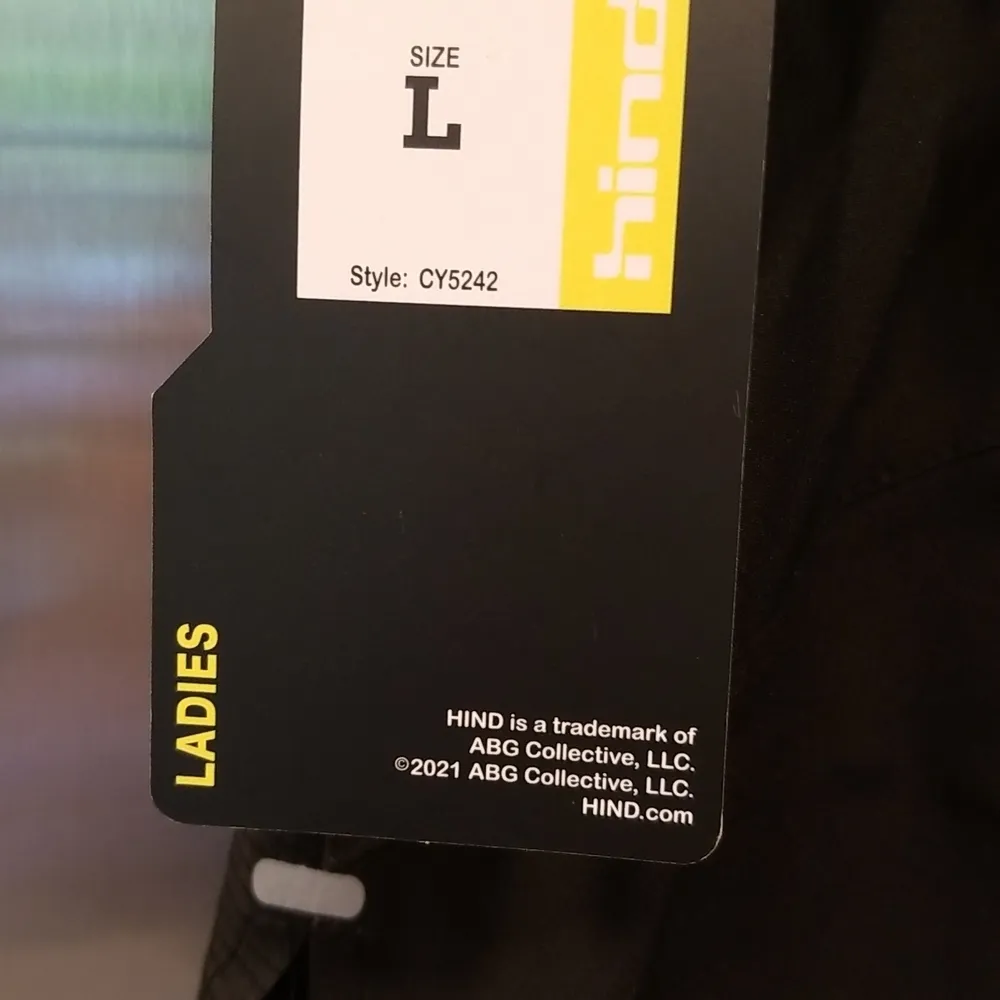 SIZE
L
Style: CY5242
hind
LADIES
HIND is a trademark of
ABG Collective, LLC.
©2021 ABG Collective, LLC.
HIND.com